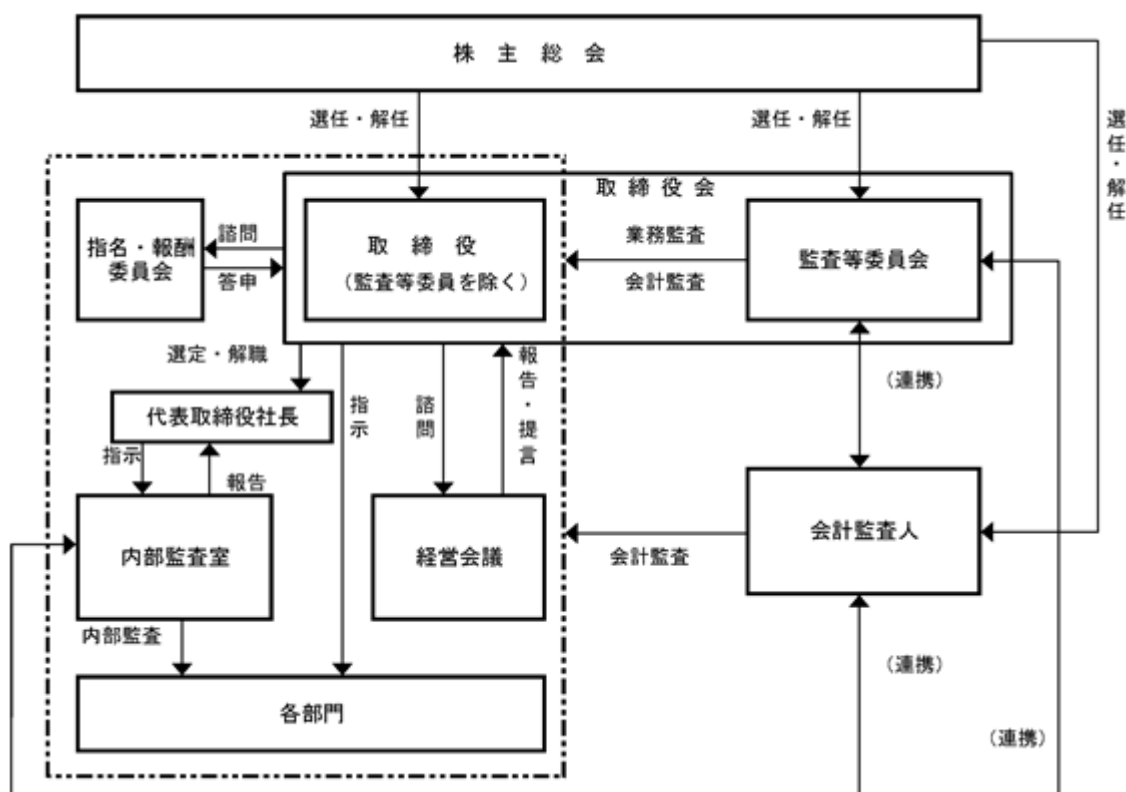 株主総会
選任・解任
選任・解任
選任・解任
取締役会
指名・報酬
委員会
諮問
答申
取締役
（監査等委員を除く）
業務監査
会計監査
監査等委員会
選定・解職
代表取締役社長
指示
報告
指示
諮問
報告・提言
（連携）
内部監査室
経営会議
会計監査
会計監査人
内部監査
各部門
（連携）
（連携）